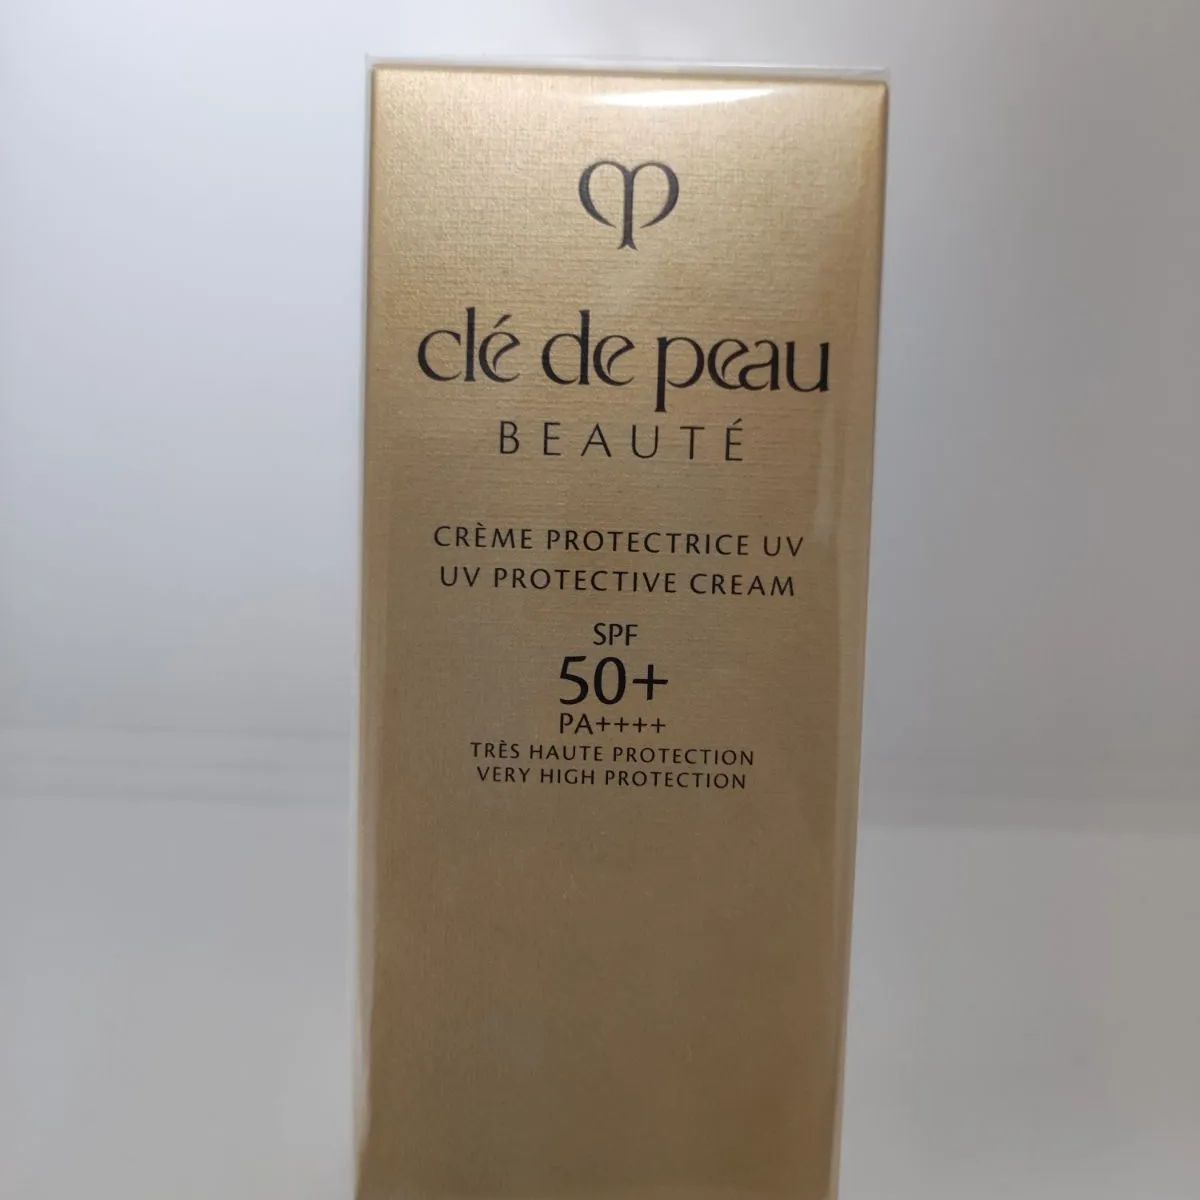 clé de peau
BEAUTÉ
CRÈME PROTECTRICE UV
UV PROTECTIVE CREAM
SPF
50+
PA++++
TRÈS HAUTE PROTECTION
VERY HIGH PROTECTION